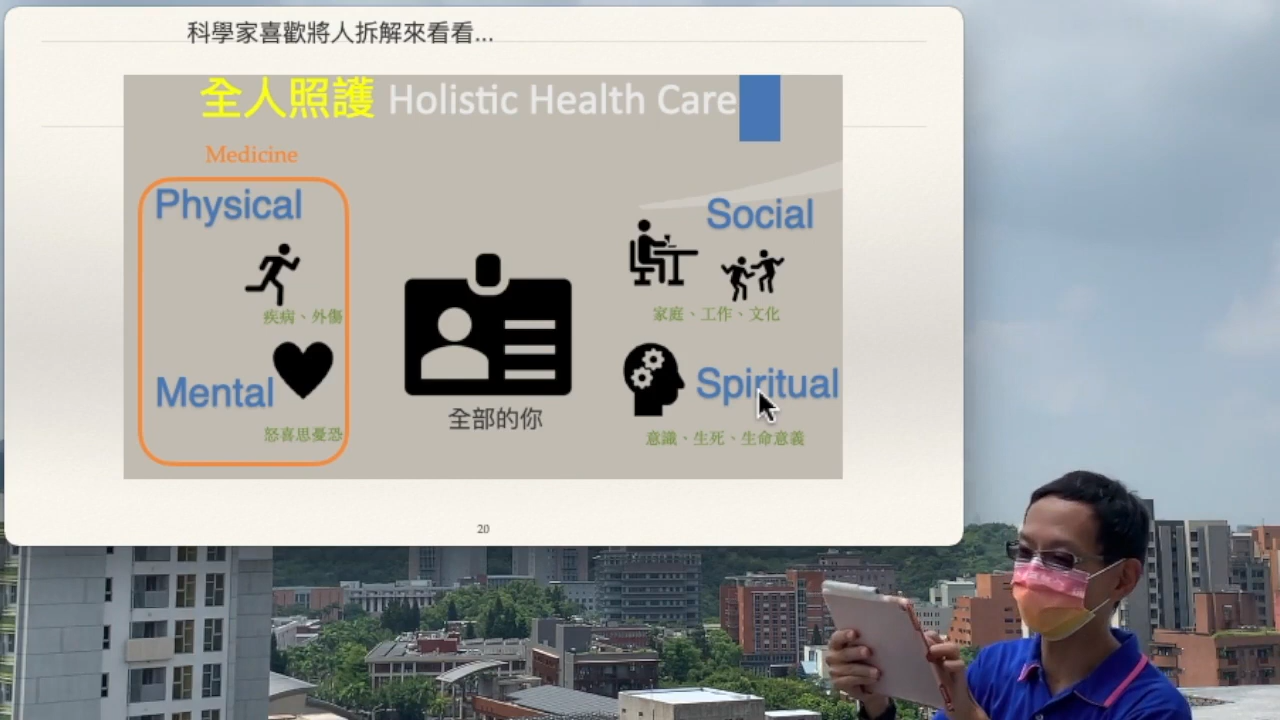 科學家喜歡將人拆解來看看...
全人照護 Holistic Health Care
Medicine
Physical
疾病、外傷
Mental
怒喜思憂恐
全部的你
Social
家庭、工作、文化
Spiritual
意識、生死、生命意義
20